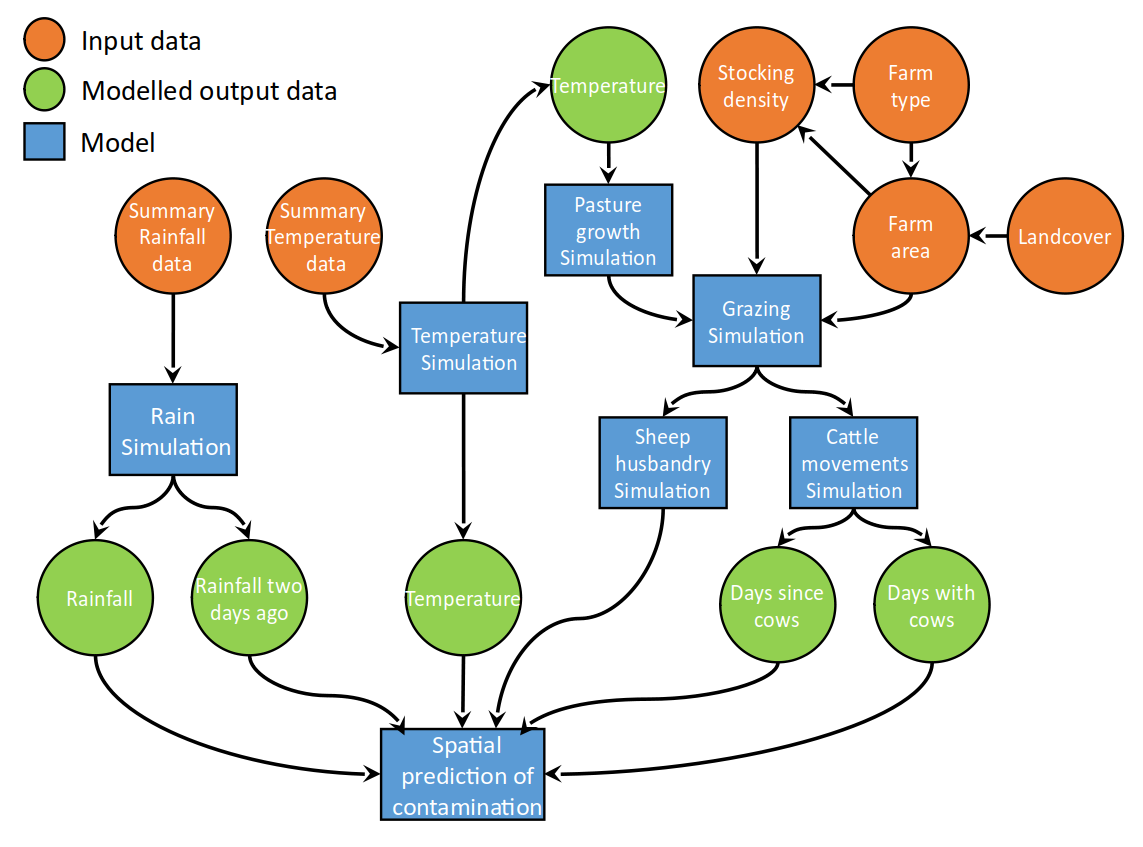 Input data
Modelled output data
Model
Temperature
Stocking
density
Farm
type
Summary
Rainfall
data
Summary
Temperature
data
Pasture
growth
Simulation
Farm
area
Landcover
Temperature
Simulation
Grazing
Simulation
Rain
Simulation
Sheep
husbandry
Simulation
Cattle
movements
Simulation
Rainfall
Rainfall two
days ago
Temperature
Days since
cows
Days with
cows
Spatial
prediction of
contamination